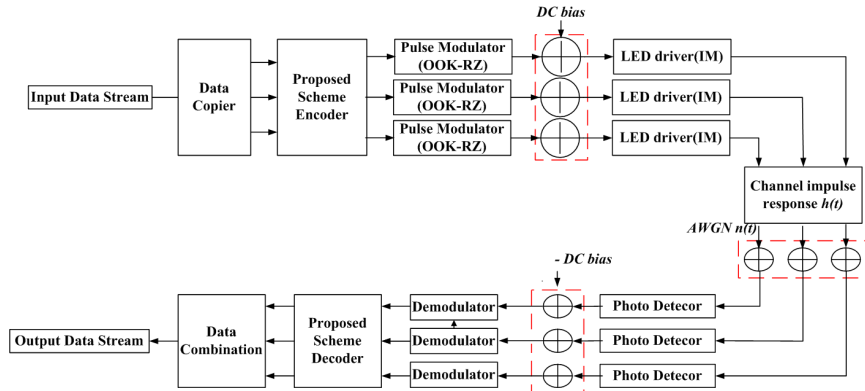 DC bias
Input Data Stream
Data
Copier
Proposed
Scheme
Encoder
Pulse Modulator
(OOK-RZ)
Pulse Modulator
(OOK-RZ)
Pulse Modulator
(OOK-RZ)
LED driver(IM)
LED driver(IM)
LED driver(IM)
Channel impulse
response h(t)
AWGN n(t)
- DC bias
Photo Detecor
Photo Detecor
Photo Detecor
Demodulator
Demodulator
Demodulator
Proposed
Scheme
Decoder
Data
Combination
Output Data Stream